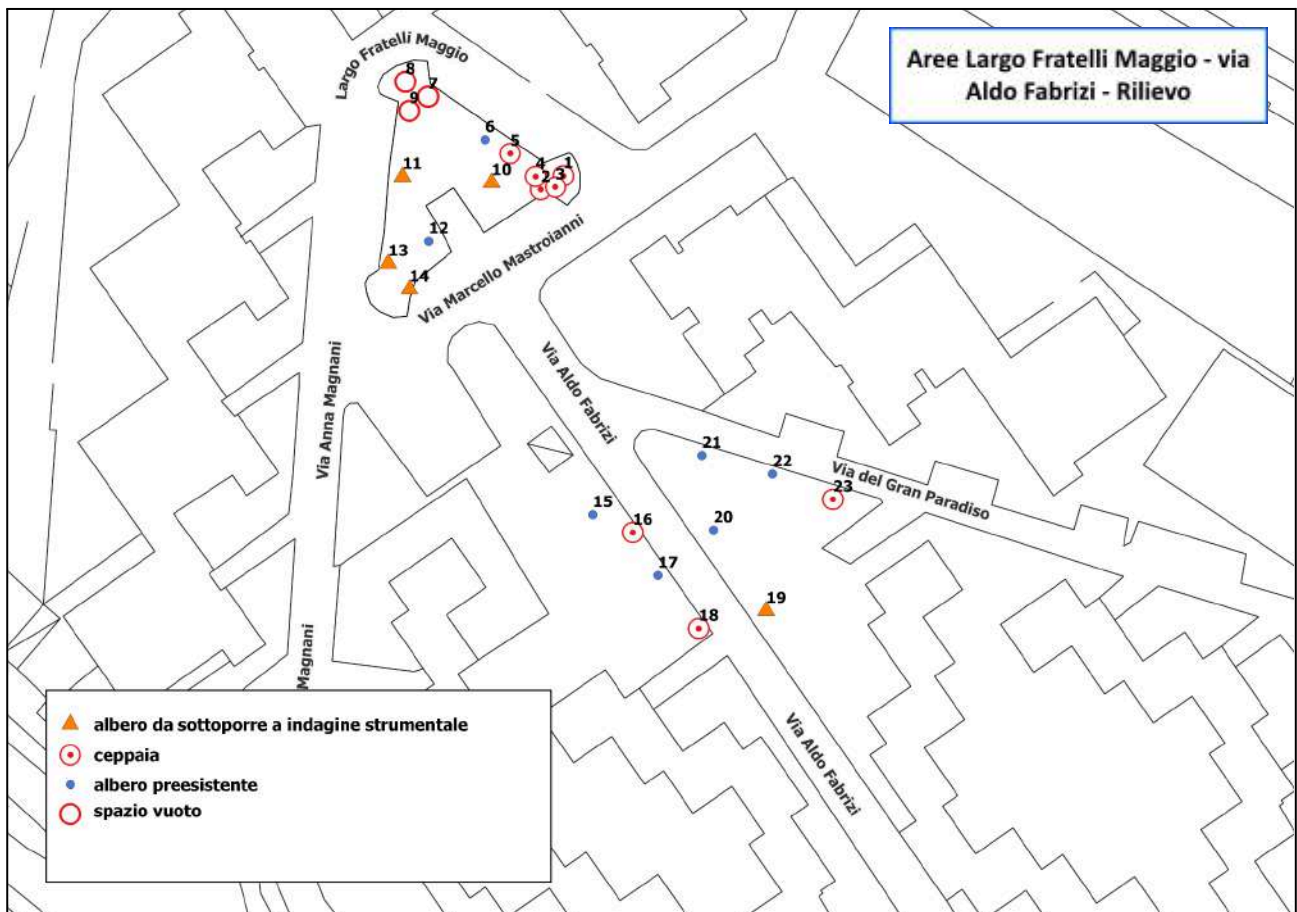 Aree Largo Fratelli Maggio - via
Aldo Fabrizi - Rilievo
Largo Fratelli Maggio
8
7
9
6
5
4
1
3
2
11
10
12
13
14
Via Marcello Mastroianni
Via Anna Magnani
Via Aldo Fabrizi
21
22
23
Via del Gran Paradiso
15
16
20
17
19
18
Magnani
Via Aldo Fabrizi
albero da sottoporre a indagine strumentale
ceppaia
albero preesistente
spazio vuoto